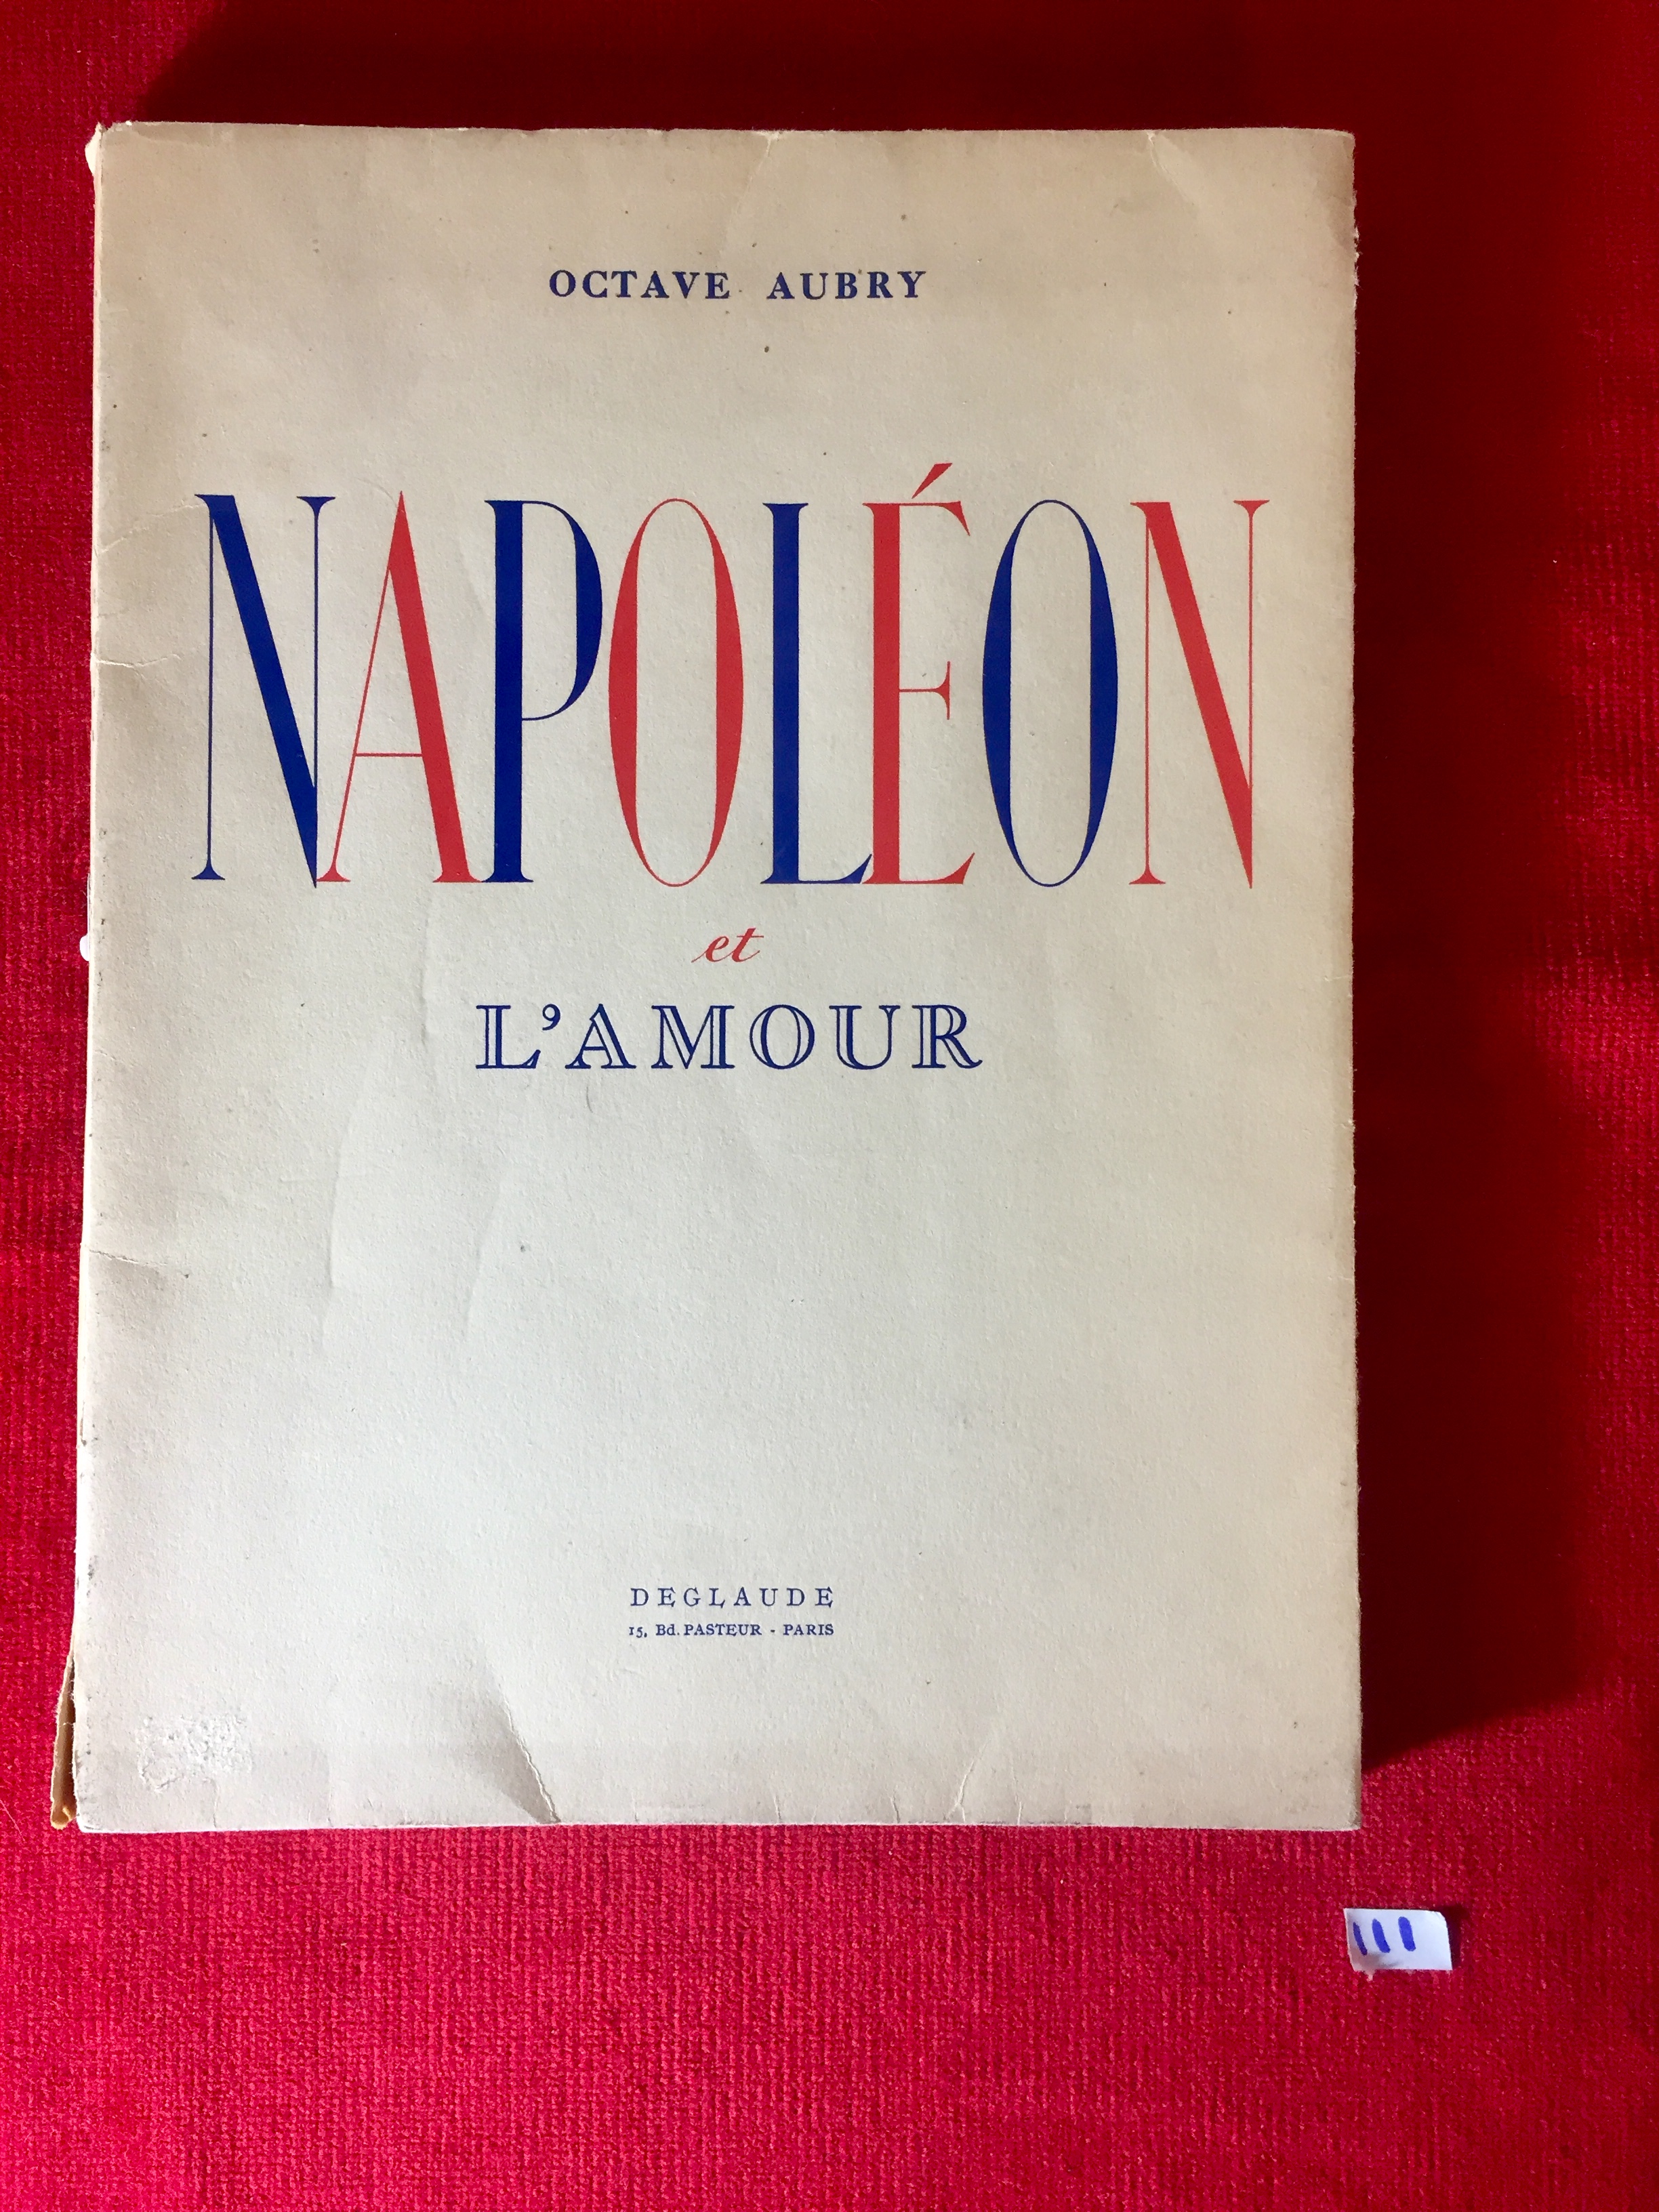 OCTAVE AUBRY
NAPOLÉON
et
L'AMOUR
DEGLAUDE
15, Bd. PASTEUR - PARIS
111